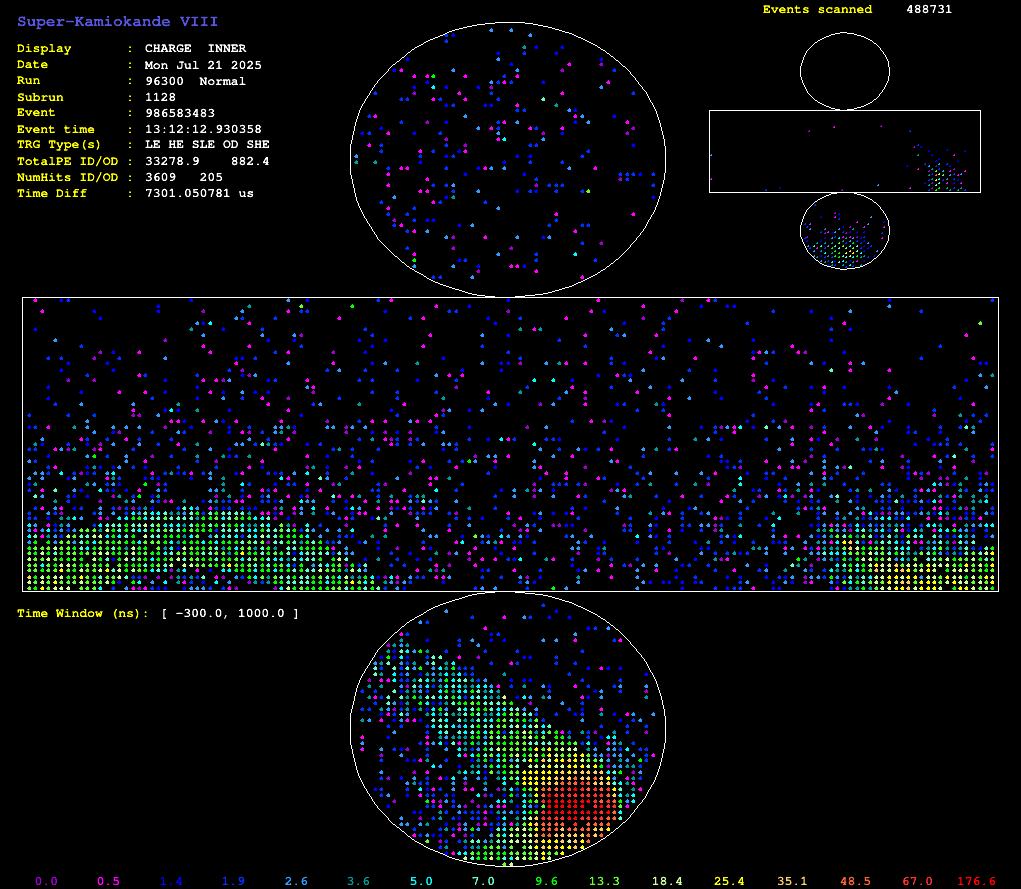 Super-Kamiokande VIII
Events scanned 488731
Display : CHARGE INNER
Date : Mon Jul 21 2025
Run : 96300 Normal
Subrun : 1128
Event : 986583483
Event time : 13:12:12.930358
TRG Type(s) : LE HE SLE OD SHE
TotalPE ID/OD : 33278.9 882.4
NumHits ID/OD : 3609 205
Time Diff : 7301.050781 us
Time Window (ns): [ -300.0, 1000.0 ]
0.0 0.5 1.4 1.9 2.6 3.6 5.0 7.0 9.6 13.3 18.4 25.4 35.1 48.5 67.0 176.6